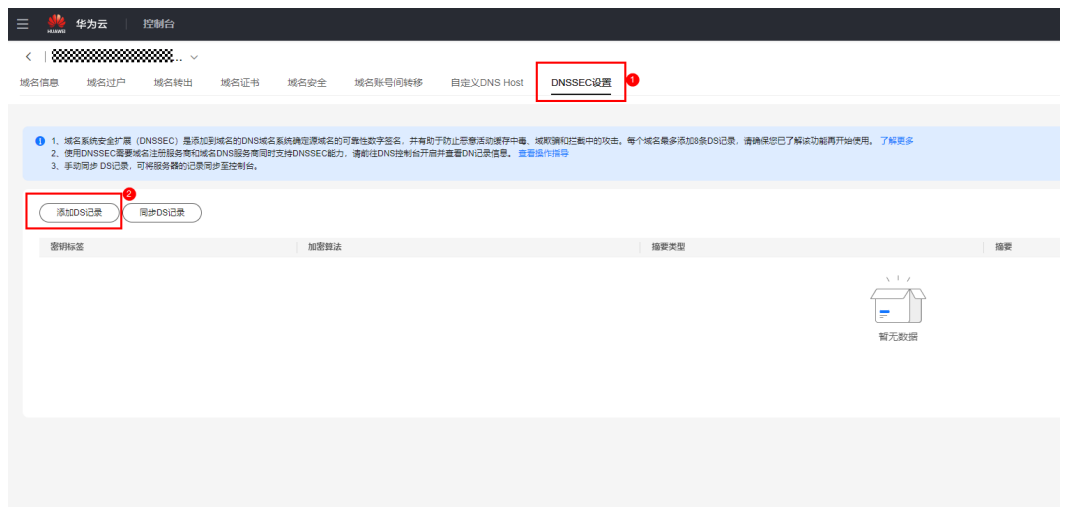 HUAWEI 华为云 控制台
域名信息 域名过户 域名转出 域名证书 域名安全 域名账号间转移 自定义DNS Host DNSSEC设置 1
1、域名系统安全扩展（DNSSEC）是添加到域名的DNS域名系统确定源域名的可靠性数字签名，并有助于防止恶意活动缓存中毒、域欺骗和拦截中的攻击。每个域名最多添加8条DS记录，请确保您已了解该功能再开始使用。 了解更多
2、使用DNSSEC需要域名注册服务商和域名DNS服务商同时支持DNSSEC能力，请前往DNS控制台开启并查看DN记录信息。 查看操作指导
3、手动同步 DS记录，可将服务器的记录同步至控制台。
2
添加DS记录 同步DS记录
密钥标签 加密算法 摘要类型 摘要
暂无数据